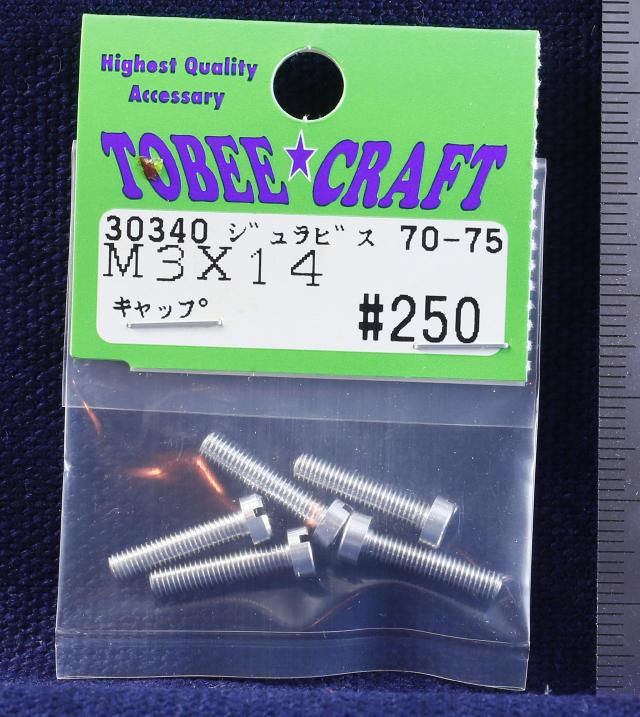 Highest Quality
Accessary
TOBEE★CRAFT
30340 ジュラビス 70-75
M3X14
キャップ
#250